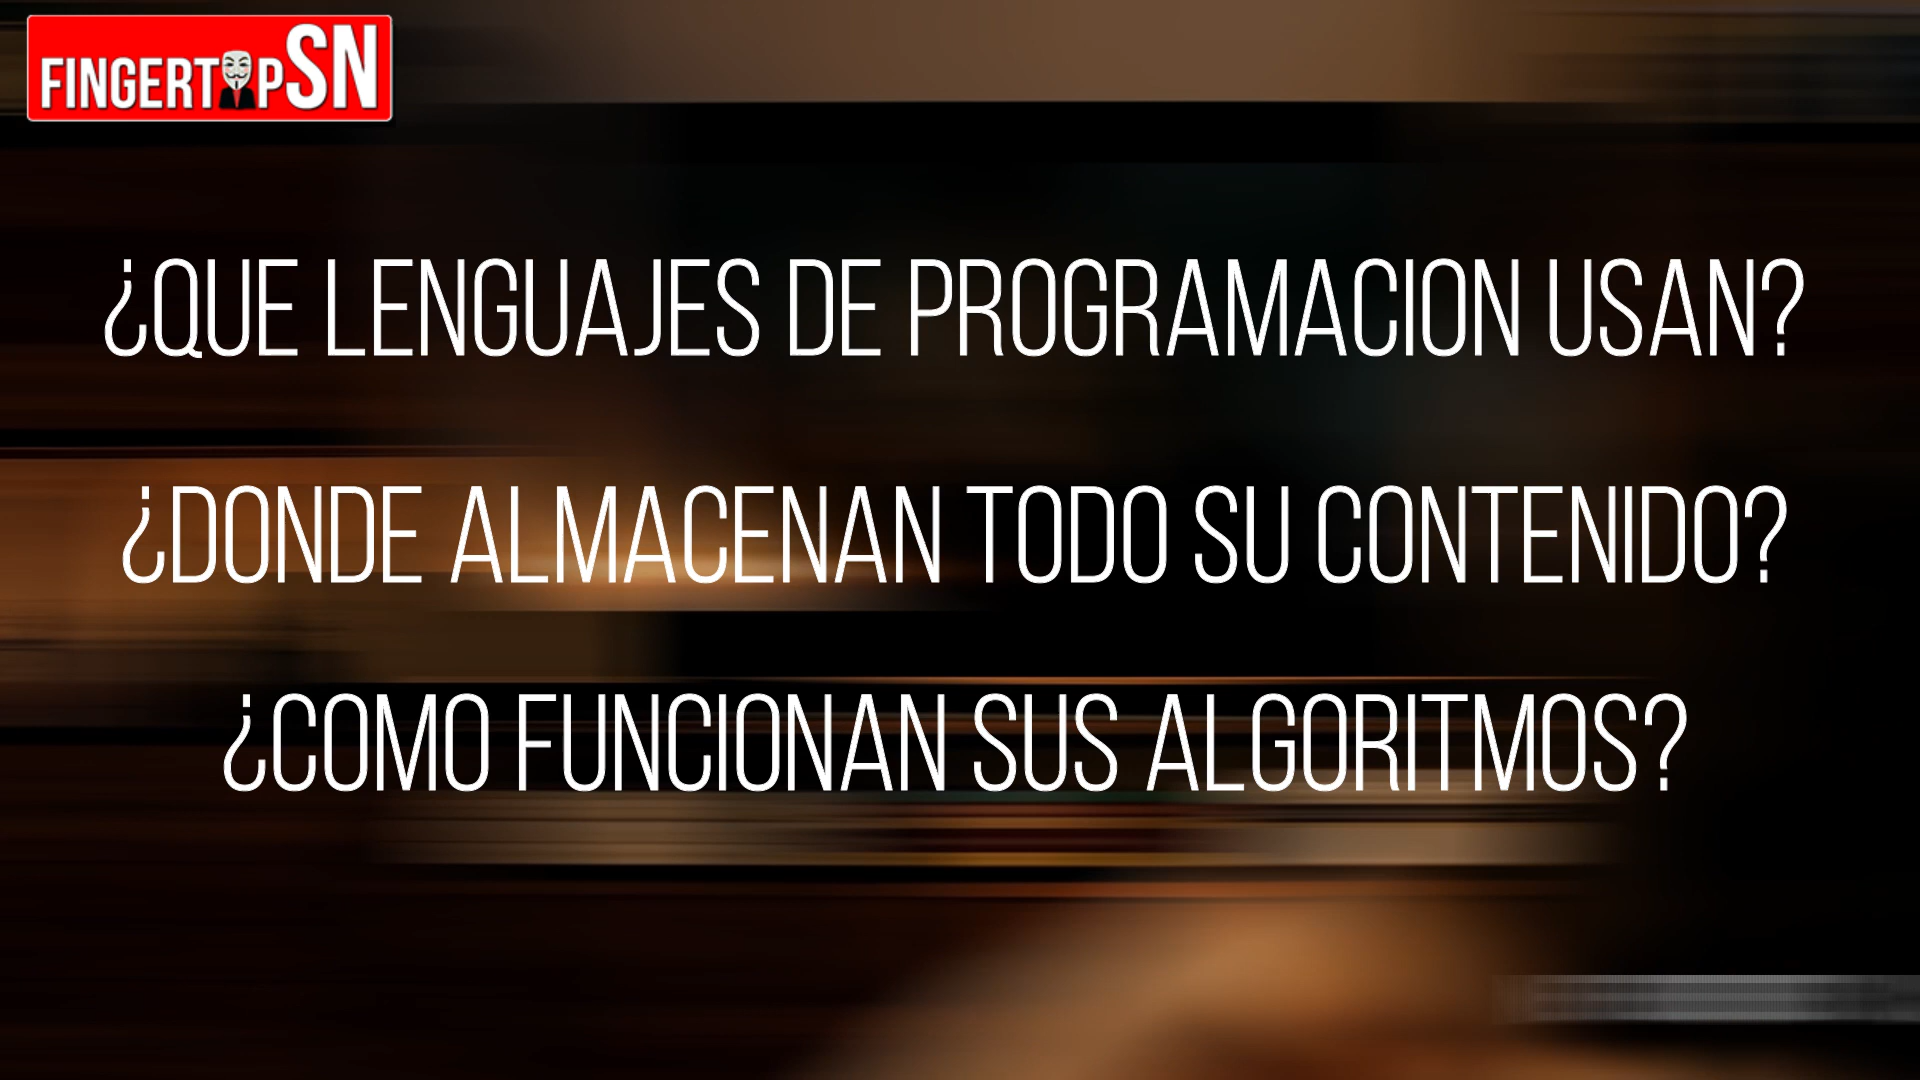 FINGERTIPSN
¿QUE LENGUAJES DE PROGRAMACION USAN?
¿DONDE ALMACENAN TODO SU CONTENIDO?
¿COMO FUNCIONAN SUS ALGORITMOS?